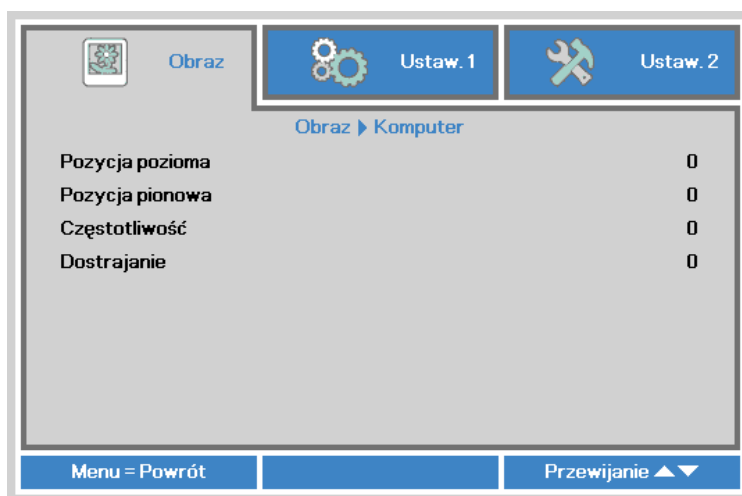 Obraz Ustaw. 1 Ustaw. 2
Obraz ▶ Komputer
Pozycja pozioma 0
Pozycja pionowa 0
Częstotliwość 0
Dostrajanie 0
Menu = Powrót Przewijanie ▲▼